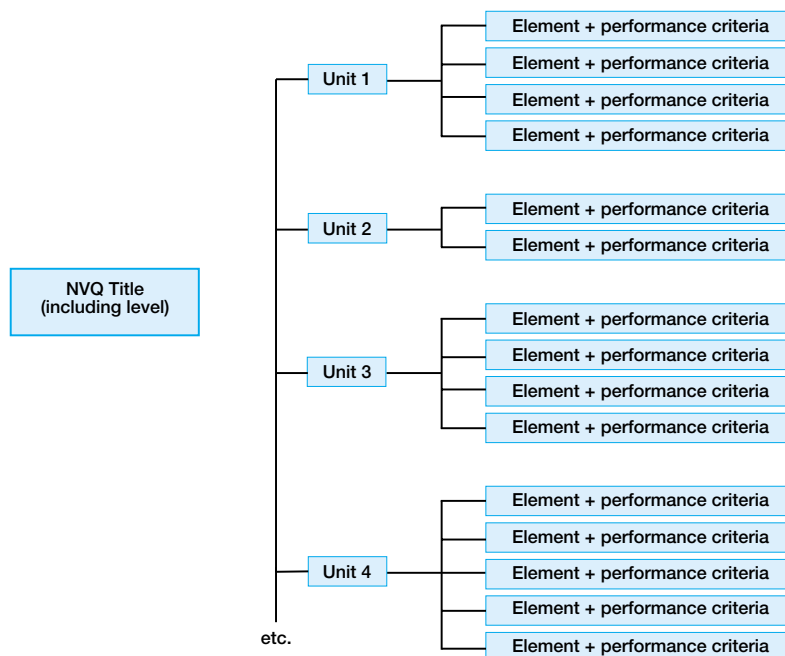 NVQ Title
(including level)
Unit 1
Element + performance criteria
Element + performance criteria
Element + performance criteria
Element + performance criteria
Unit 2
Element + performance criteria
Element + performance criteria
Unit 3
Element + performance criteria
Element + performance criteria
Element + performance criteria
Element + performance criteria
Unit 4
Element + performance criteria
Element + performance criteria
Element + performance criteria
Element + performance criteria
Element + performance criteria
etc.